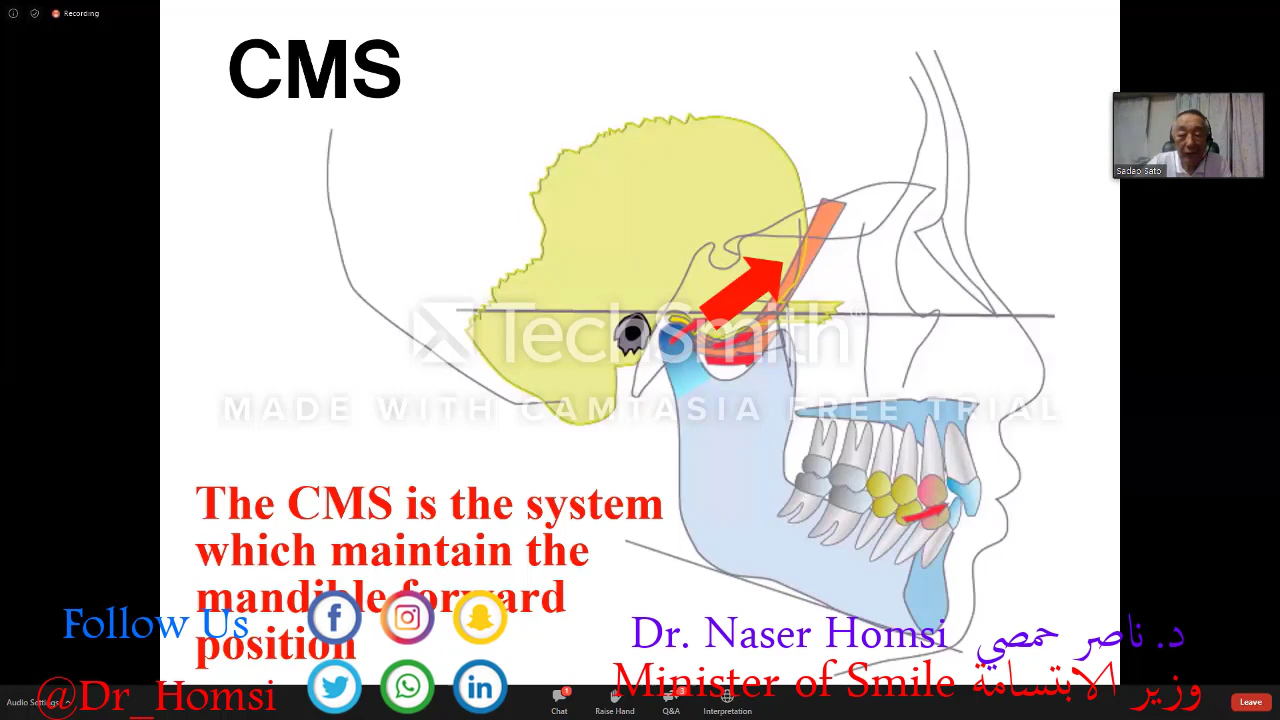 Recording
CMS
Sadao Sato
TechSmith
MADE WITH CAMTASIA FREE TRIAL
The CMS is the system
which maintain the
mandible forward
position
Follow Us
@Dr_Homsi
Dr. Naser Homsi د. ناصر حمصي
Minister of Smile وزير الابتسامة
Audio Settings
Chat
1
Raise Hand
Q&A
3
Interpretation
Leave